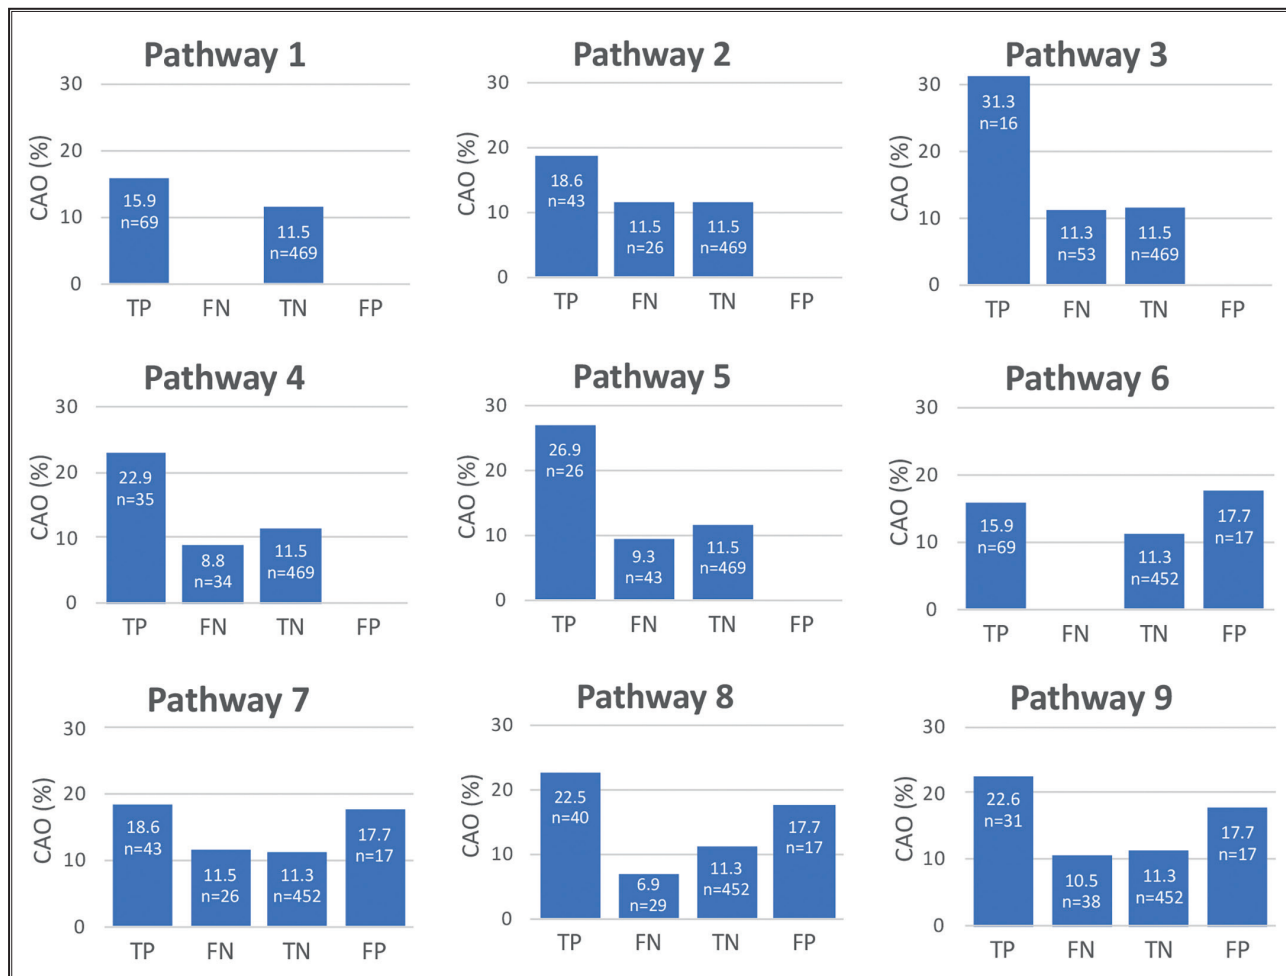 Pathway 1
30
20
10
0
CAO (%)
15.9
n=69
11.5
n=469
TP FN TN FP
Pathway 2
30
20
10
0
CAO (%)
18.6
n=43
11.5
n=26
11.5
n=469
TP FN TN FP
Pathway 3
30
20
10
0
CAO (%)
31.3
n=16
11.3
n=53
11.5
n=469
TP FN TN FP
Pathway 4
30
20
10
0
CAO (%)
22.9
n=35
8.8
n=34
11.5
n=469
TP FN TN FP
Pathway 5
30
20
10
0
CAO (%)
26.9
n=26
9.3
n=43
11.5
n=469
TP FN TN FP
Pathway 6
30
20
10
0
CAO (%)
15.9
n=69
11.3
n=452
17.7
n=17
TP FN TN FP
Pathway 7
30
20
10
0
CAO (%)
18.6
n=43
11.5
n=26
11.3
n=452
17.7
n=17
TP FN TN FP
Pathway 8
30
20
10
0
CAO (%)
22.5
n=40
6.9
n=29
11.3
n=452
17.7
n=17
TP FN TN FP
Pathway 9
30
20
10
0
CAO (%)
22.6
n=31
10.5
n=38
11.3
n=452
17.7
n=17
TP FN TN FP